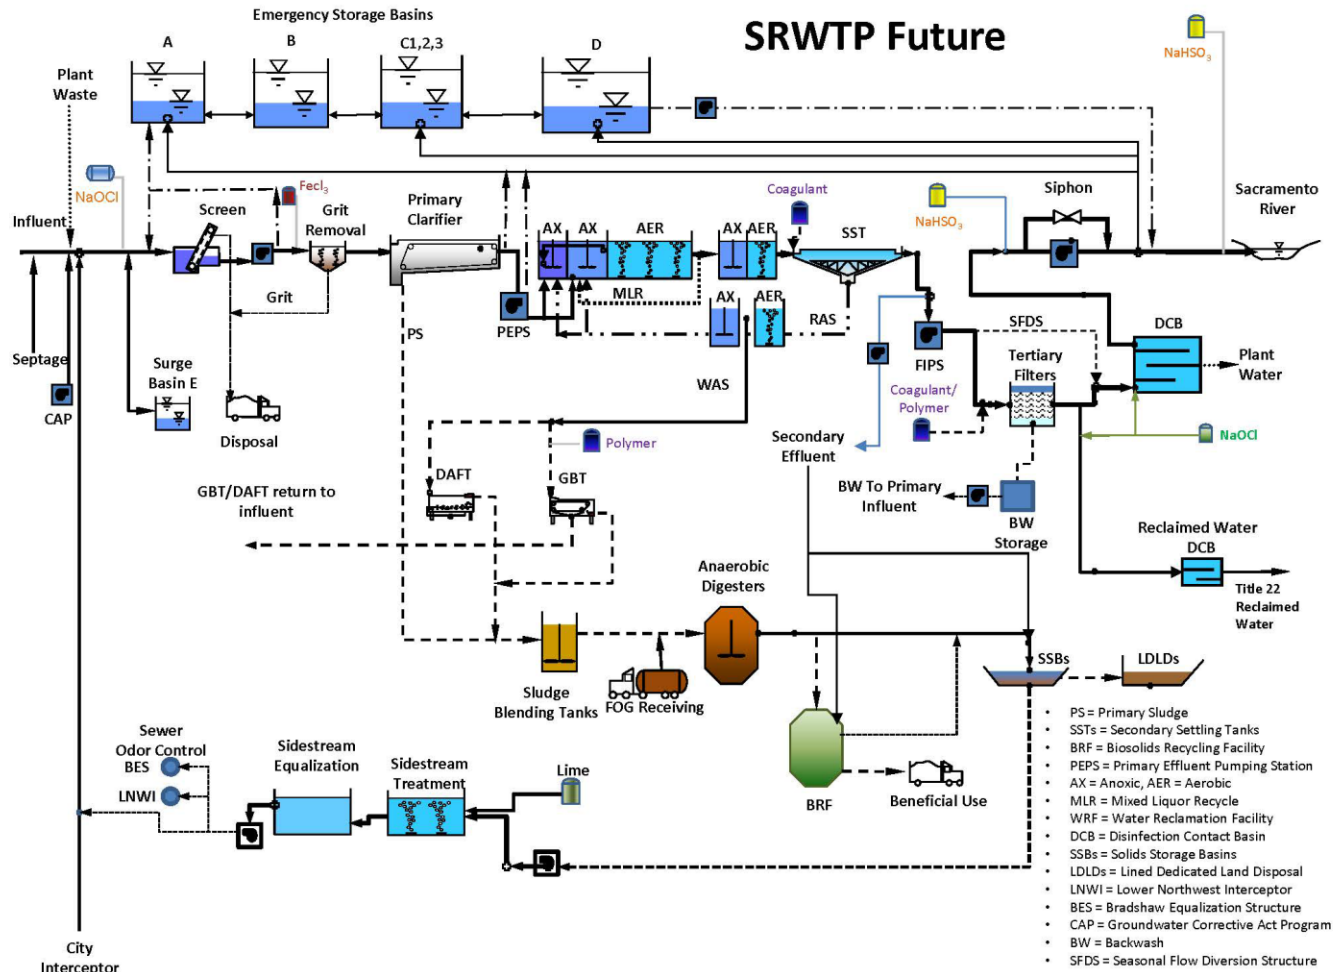 SRWTP Future
Emergency Storage Basins
A
B
C1,2,3
D
NaHSO3
Plant
Waste
NaOCl
Influent
Screen
Fecl3
Grit
Removal
Primary
Clarifier
AX
AX
AER
AX
AER
Coagulant
SST
NaHSO3
Siphon
Sacramento
River
Grit
MLR
PEPS
AX
AER
RAS
PS
Septage
CAP
Surge
Basin E
Disposal
WAS
FIPS
SFDS
Tertiary
Filters
DCB
Plant
Water
Coagulant/
Polymer
NaOCl
Polymer
Secondary
Effluent
DAFT
GBT
GBT/DAFT return to
influent
BW To Primary
Influent
BW
Storage
Reclaimed Water
DCB
Title 22
Reclaimed
Water
Anaerobic
Digesters
Sludge
Blending Tanks
FOG Receiving
SSBs
LDLDs
BRF
Beneficial Use
Sewer
Odor Control
BES
LNWI
Sidestream
Equalization
Sidestream
Treatment
Lime
City
Interceptor
• PS = Primary Sludge
• SSTs = Secondary Settling Tanks
• BRF = Biosolids Recycling Facility
• PEPS = Primary Effluent Pumping Station
• AX = Anoxic, AER = Aerobic
• MLR = Mixed Liquor Recycle
• WRF = Water Reclamation Facility
• DCB = Disinfection Contact Basin
• SSBs = Solids Storage Basins
• LDLDs = Lined Dedicated Land Disposal
• LNWI = Lower Northwest Interceptor
• BES = Bradshaw Equalization Structure
• CAP = Groundwater Corrective Act Program
• BW = Backwash
• SFDS = Seasonal Flow Diversion Structure